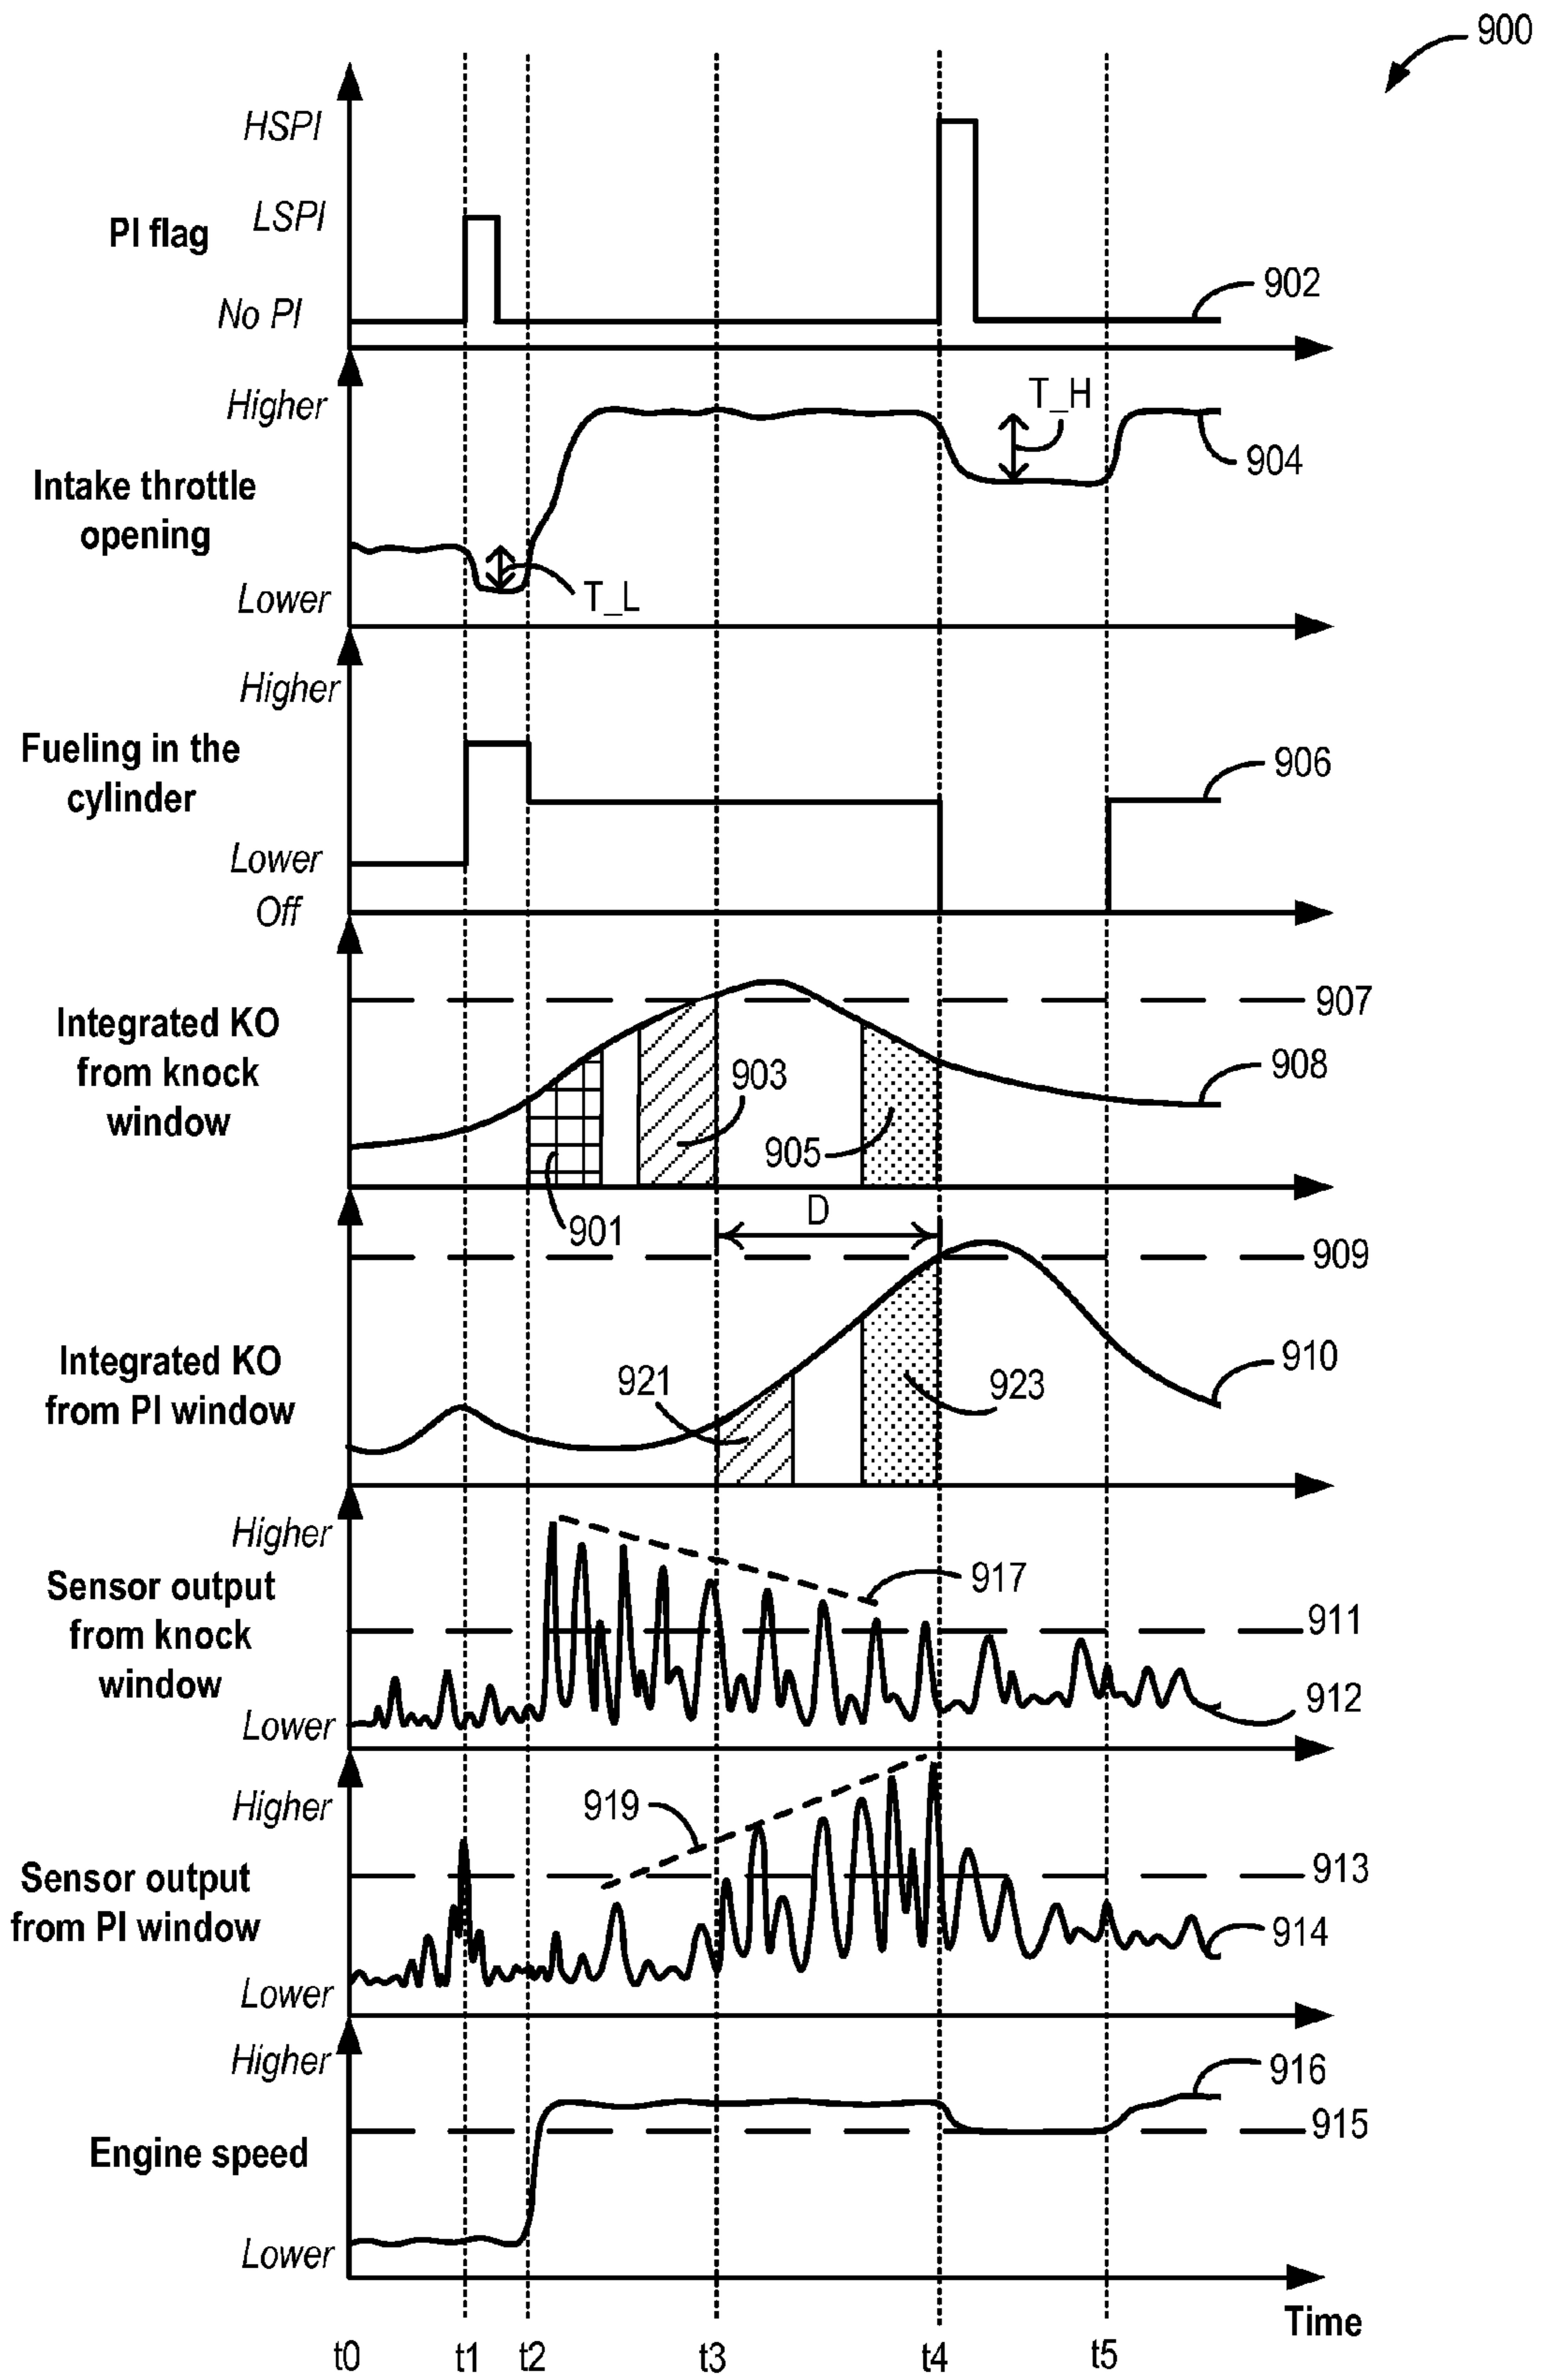 900
HSPI
PI flag
LSPI
No PI
902
Higher
T_H
Intake throttle
opening
904
Lower
T_L
Higher
Fueling in the
cylinder
906
Lower
Off
Integrated KO
from knock
window
907
903
908
905
901
D
909
Integrated KO
from PI window
921
923
910
Higher
Sensor output
from knock
window
917
911
Lower
912
Higher
919
Sensor output
from PI window
913
914
Lower
Higher
916
915
Engine speed
Lower
Time
t0
t1
t2
t3
t4
t5